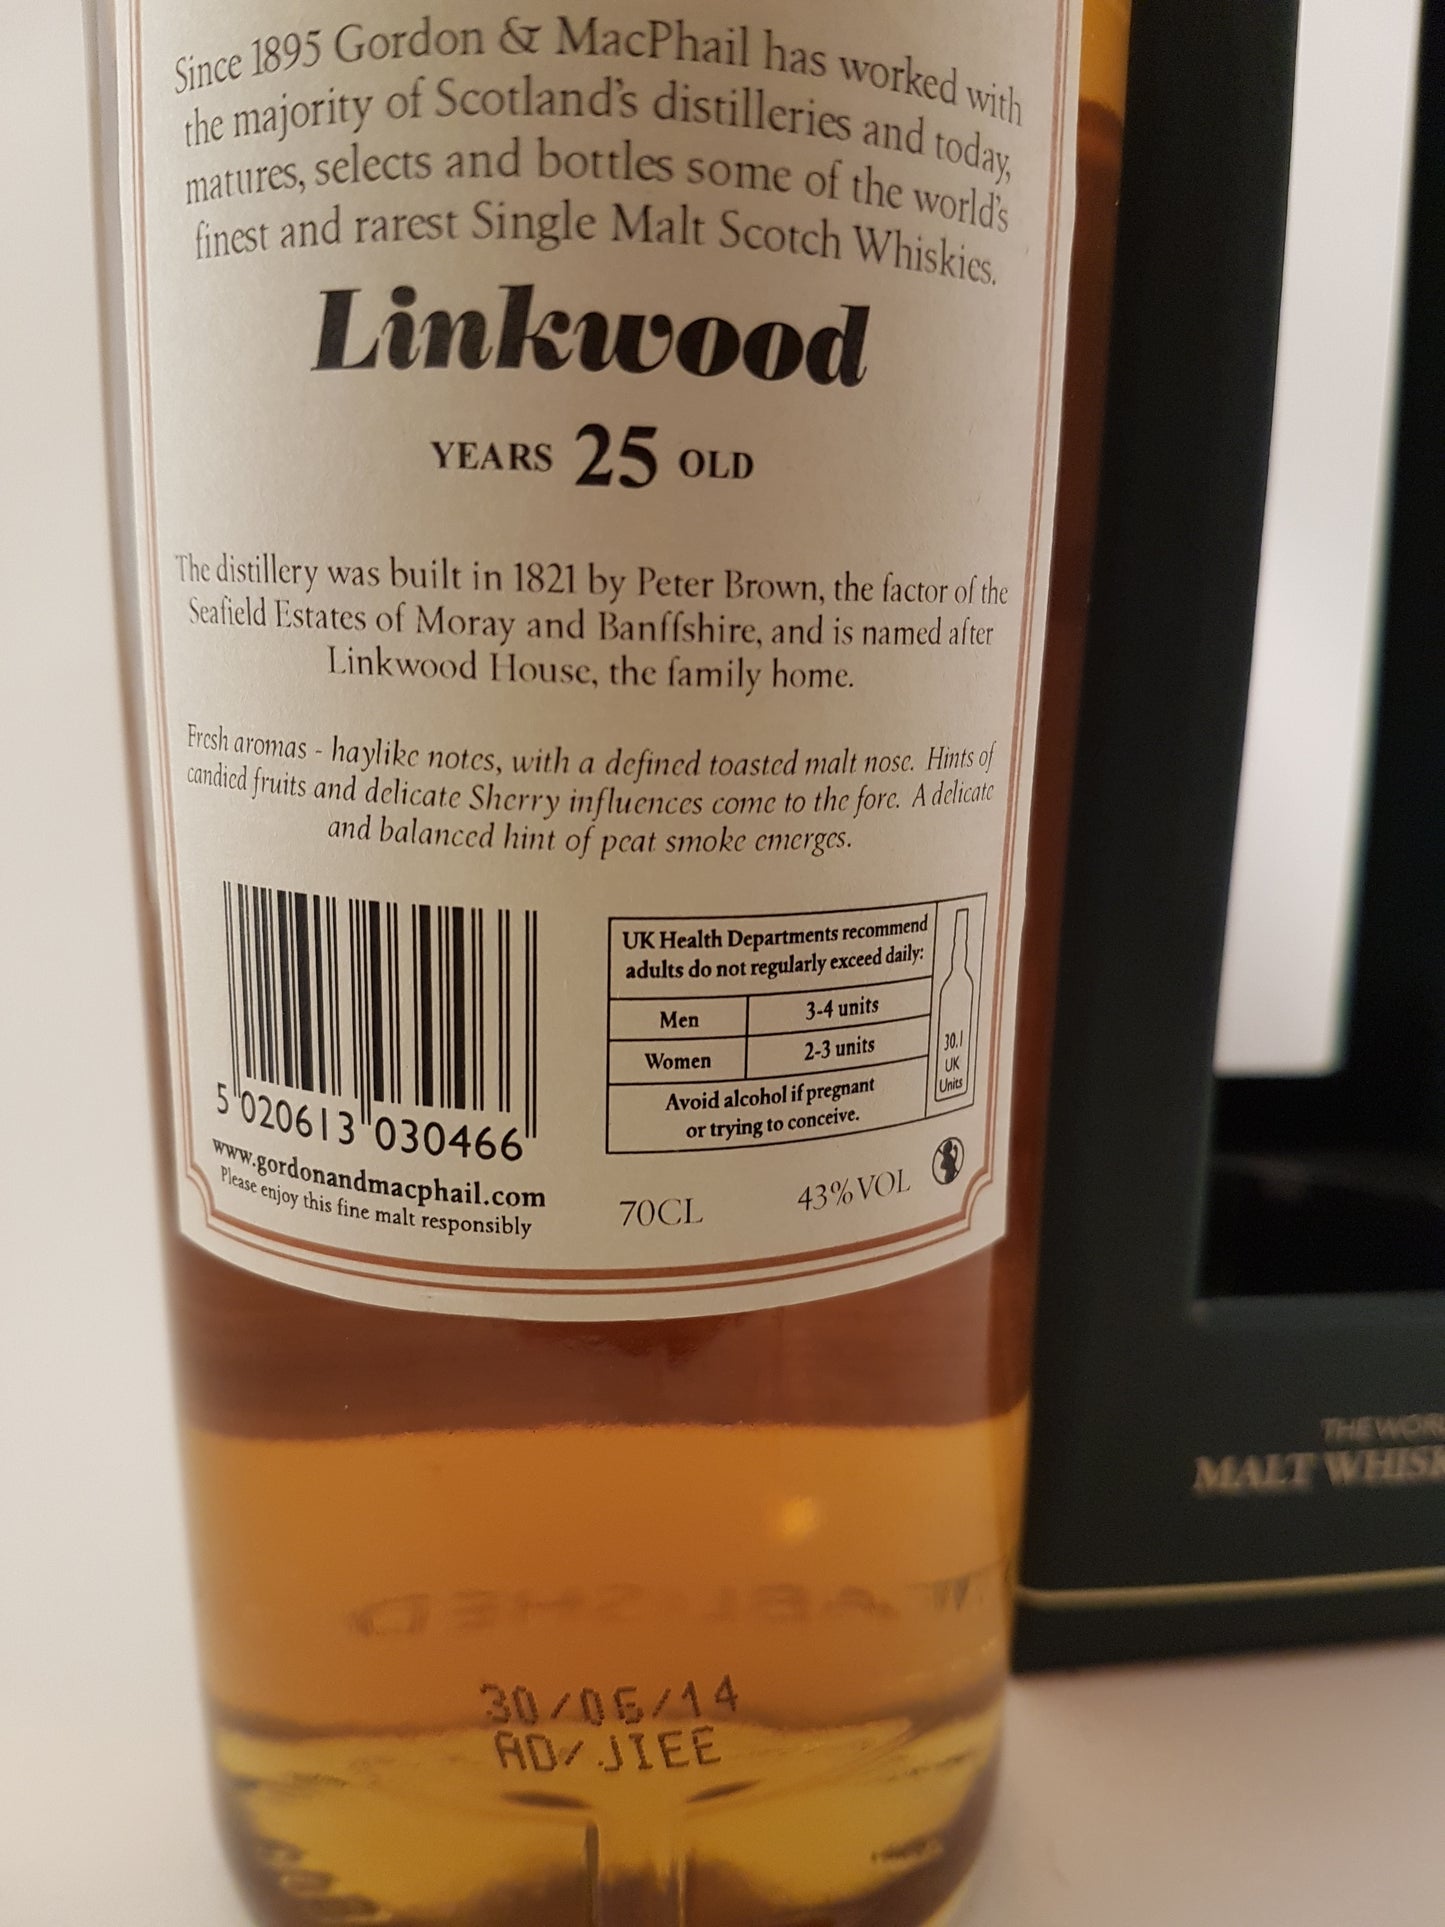 Since 1895 Gordon & MacPhail has worked with
the majority of Scotland's distilleries and today,
matures, selects and bottles some of the world's
finest and rarest Single Malt Scotch Whiskies.
Linkwood
YEARS 25 OLD
The distillery was built in 1821 by Peter Brown, the factor of the
Seafield Estates of Moray and Banffshire, and is named after
Linkwood House, the family home.
Fresh aromas - haylike notes, with a defined toasted malt nose. Hints of
candied fruits and delicate Sherry influences come to the fore. A delicate
and balanced hint of peat smoke emerges.
5 020613 030466
www.gordonandmacphail.com
Please enjoy this fine malt responsibly
UK Health Departments recommend
adults do not regularly exceed daily:
Men 3-4 units
Women 2-3 units
Avoid alcohol if pregnant
or trying to conceive.
30.1
UK
Units
70CL 43%VOL
THE WOR
MALT WHISK
30/06/14
AD/JIEE